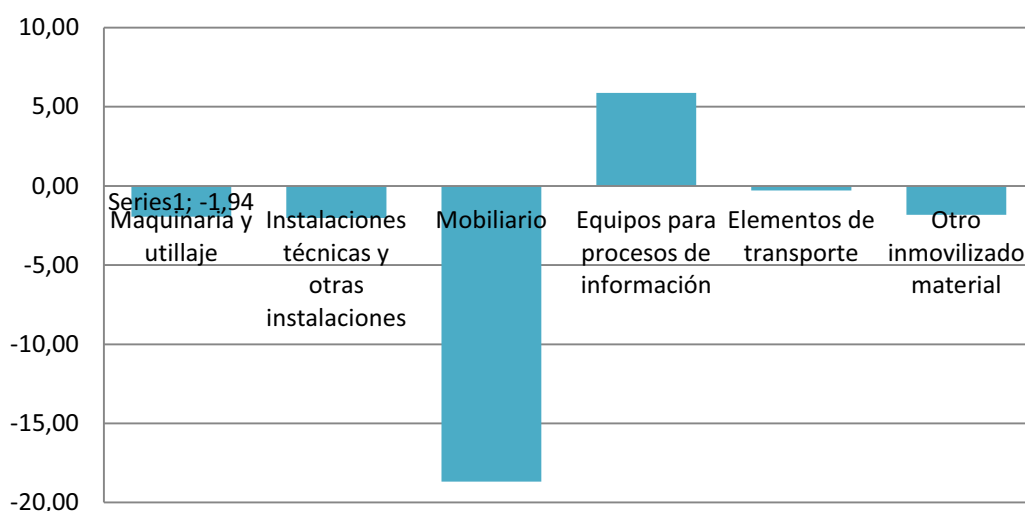 10,00
5,00
0,00
-5,00
-10,00
-15,00
-20,00
Series1; -1,94
Maquinaria y
utillaje
Instalaciones
técnicas y
otras
instalaciones
Mobiliario
Equipos para
procesos de
información
Elementos de
transporte
Otro
inmovilizado
material